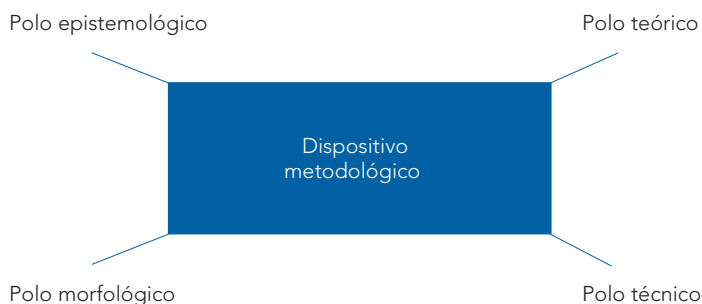 Polo epistemológico
Polo teórico
Dispositivo
metodológico
Polo morfológico
Polo técnico